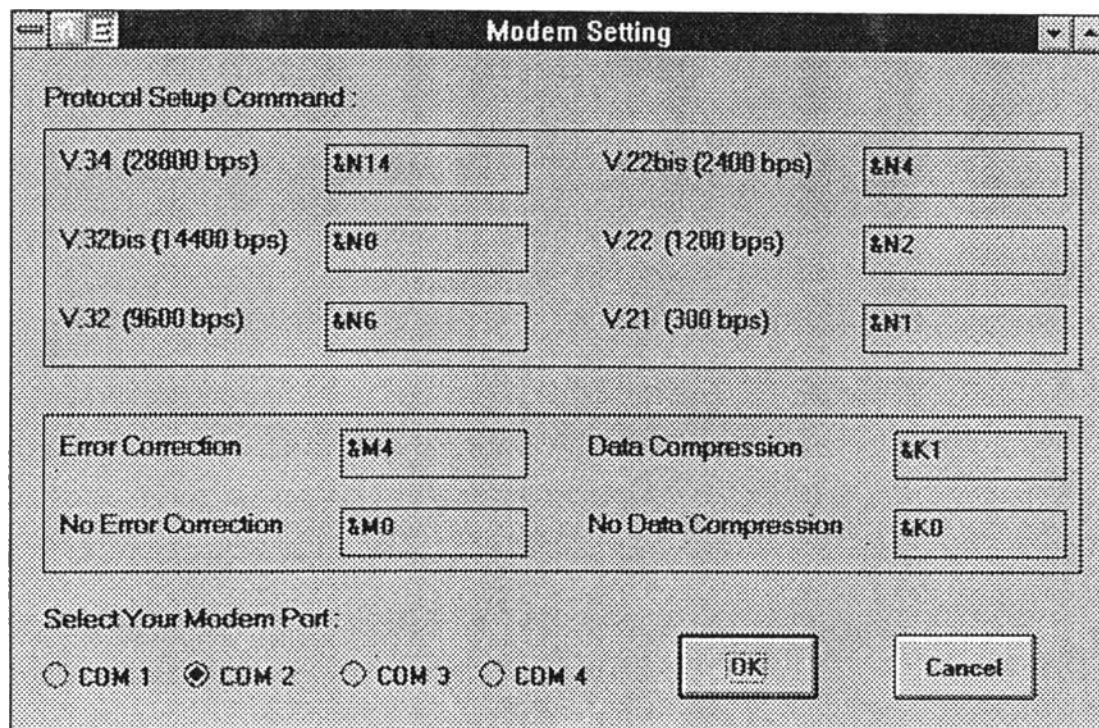 Modem Setting
Protocol Setup Command :
V.34 (28800 bps) &N14 V.22bis (2400 bps) &N4
V.32bis (14400 bps) &N8 V.22 (1200 bps) &N2
V.32 (9600 bps) &N6 V.21 (300 bps) &N1
Error Correction &M4 Data Compression &K1
No Error Correction &M0 No Data Compression &K0
Select Your Modem Port :
COM 1 COM 2 COM 3 COM 4 OK Cancel